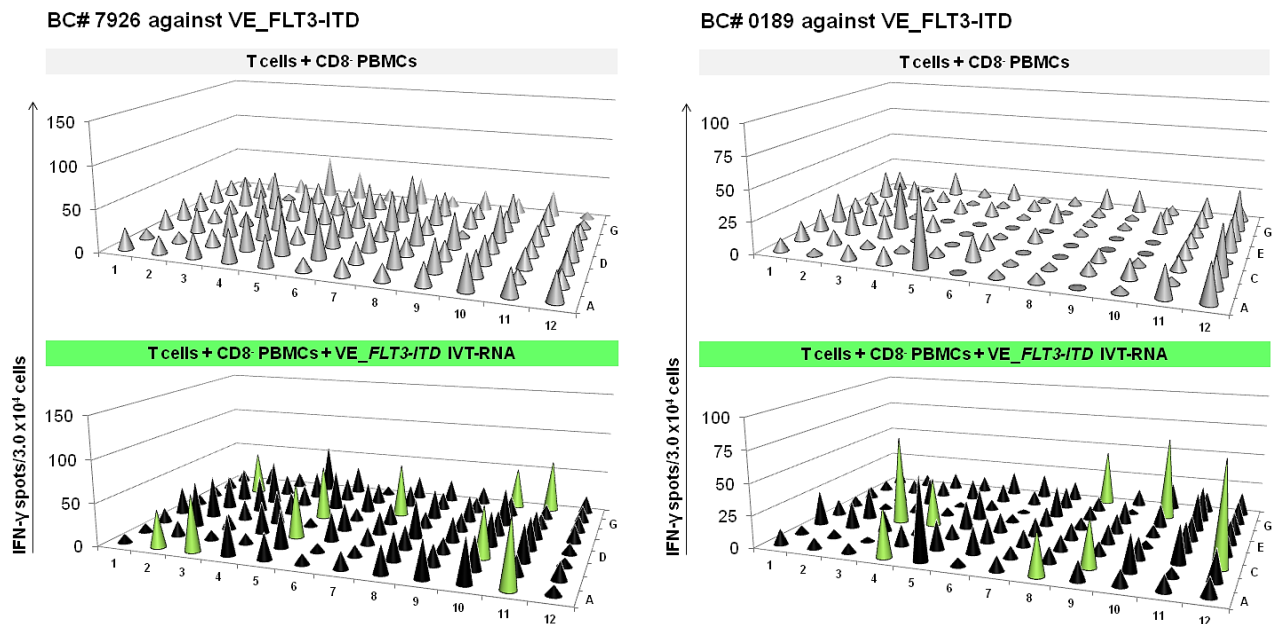 BC# 7926 against VE_FLT3-ITD
T cells + CD8- PBMCs
150
100
50
0
1 2 3 4 5 6 7 8 9 10 11 12
G
D
A
T cells + CD8- PBMCs + VE_FLT3-ITD IVT-RNA
150
100
50
0
1 2 3 4 5 6 7 8 9 10 11 12
G
D
A
IFN-γ spots/3.0 x10⁴ cells
BC# 0189 against VE_FLT3-ITD
T cells + CD8- PBMCs
100
75
50
25
0
1 2 3 4 5 6 7 8 9 10 11 12
G
E
C
A
T cells + CD8- PBMCs + VE_FLT3-ITD IVT-RNA
100
75
50
25
0
1 2 3 4 5 6 7 8 9 10 11 12
G
E
C
A
IFN-γ spots/3.0 x10⁴ cells